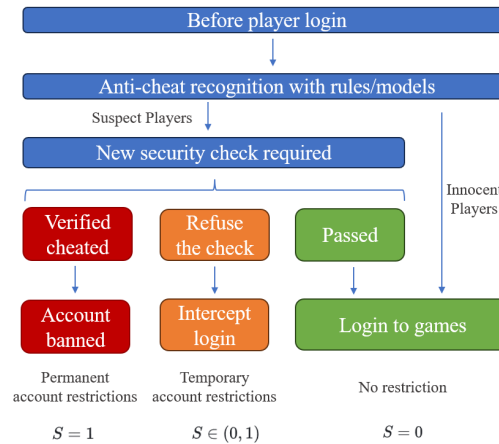 Before player login
Anti-cheat recognition with rules/models
Suspect Players
New security check required
Innocent
Players
Verified
cheated
Refuse
the check
Passed
Account
banned
Intercept
login
Login to games
Permanent
account restrictions
Temporary
account restrictions
No restriction
S = 1
S ∈ (0, 1)
S = 0